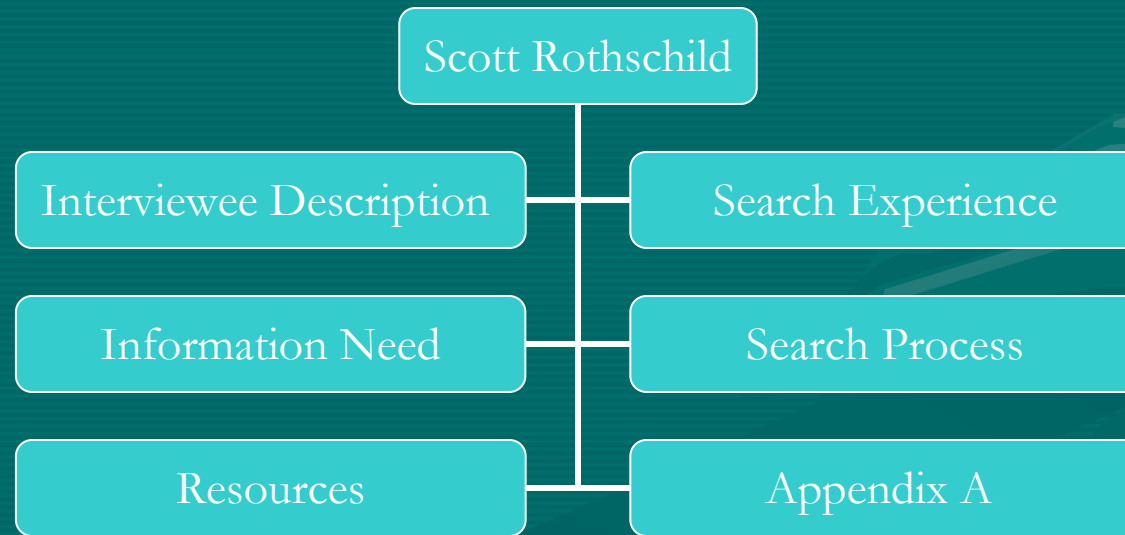 Scott Rothschild
Interviewee Description
Search Experience
Information Need
Search Process
Resources
Appendix A